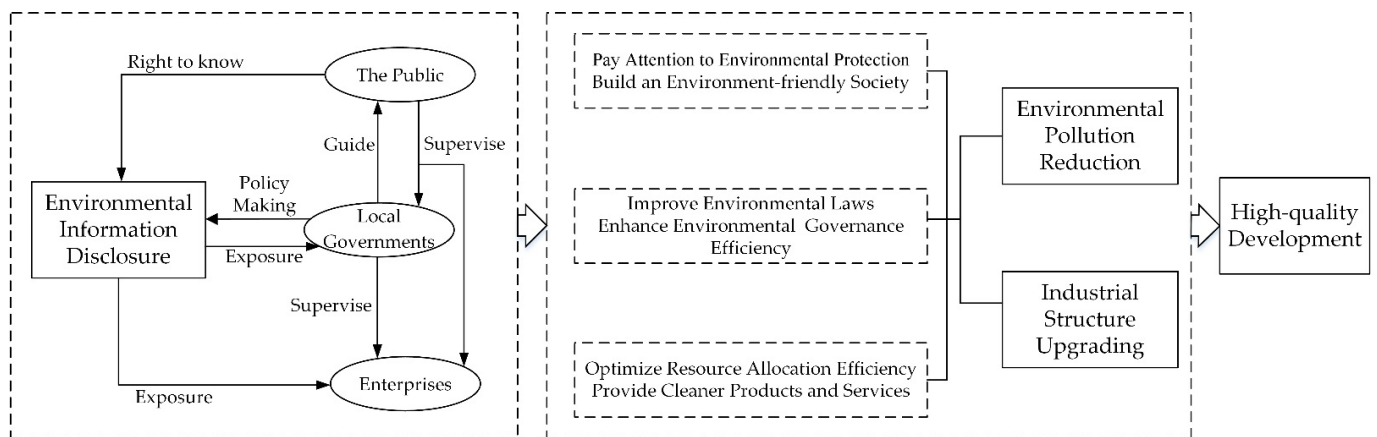 Right to know
The Public
Guide
Supervise
Environmental
Information
Disclosure
Policy
Making
Exposure
Local
Governments
Supervise
Exposure
Enterprises
Pay Attention to Environmental Protection
Build an Environment-friendly Society
Improve Environmental Laws
Enhance Environmental Governance
Efficiency
Optimize Resource Allocation Efficiency
Provide Cleaner Products and Services
Environmental
Pollution
Reduction
Industrial
Structure
Upgrading
High-quality
Development